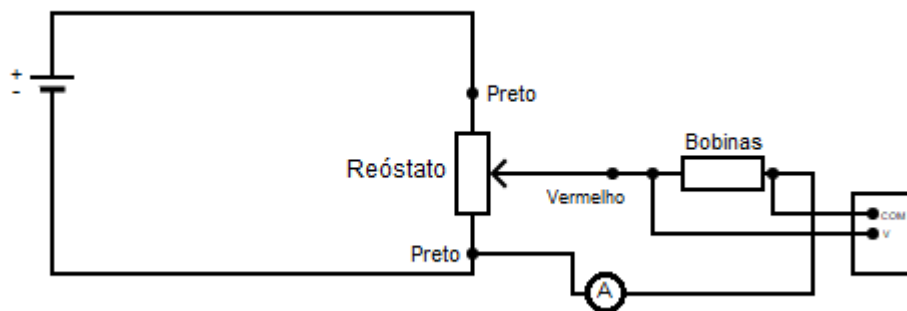 +
-
Preto
Reóstato
Vermelho
Preto
Bobinas
COM
V
A